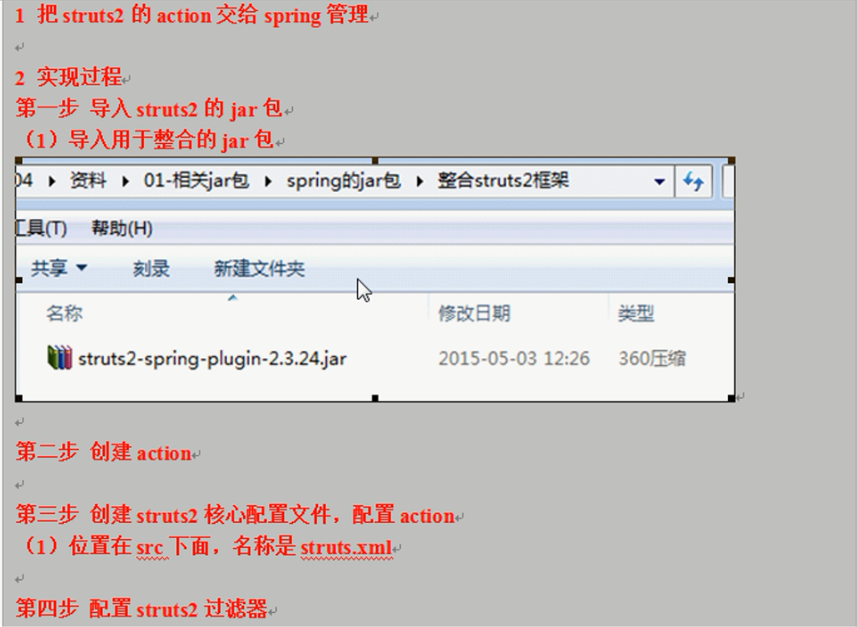 1 把 struts2 的 action 交给 spring 管理
2 实现过程
第一步 导入 struts2 的 jar 包
（1）导入用于整合的 jar 包
04 资料 01-相关jar包 spring的jar包 整合struts2框架
工具(T) 帮助(H)
共享 刻录 新建文件夹
名称 修改日期 类型
struts2-spring-plugin-2.3.24.jar 2015-05-03 12:26 360压缩
第二步 创建 action
第三步 创建 struts2 核心配置文件，配置 action
（1）位置在 src 下面，名称是 struts.xml
第四步 配置 struts2 过滤器